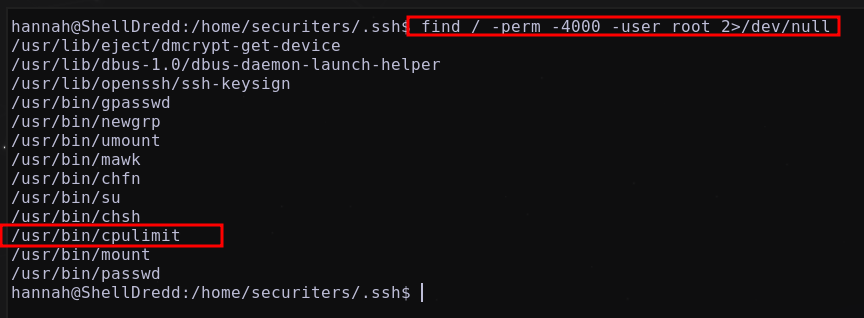 hannah@ShellDredd:/home/securiters/.ssh$ find / -perm -4000 -user root 2>/dev/null
/usr/lib/eject/dmcrypt-get-device
/usr/lib/dbus-1.0/dbus-daemon-launch-helper
/usr/lib/openssh/ssh-keysign
/usr/bin/gpasswd
/usr/bin/newgrp
/usr/bin/umount
/usr/bin/mawk
/usr/bin/chfn
/usr/bin/su
/usr/bin/chsh
/usr/bin/cpulimit
/usr/bin/mount
/usr/bin/passwd
hannah@ShellDredd:/home/securiters/.ssh$